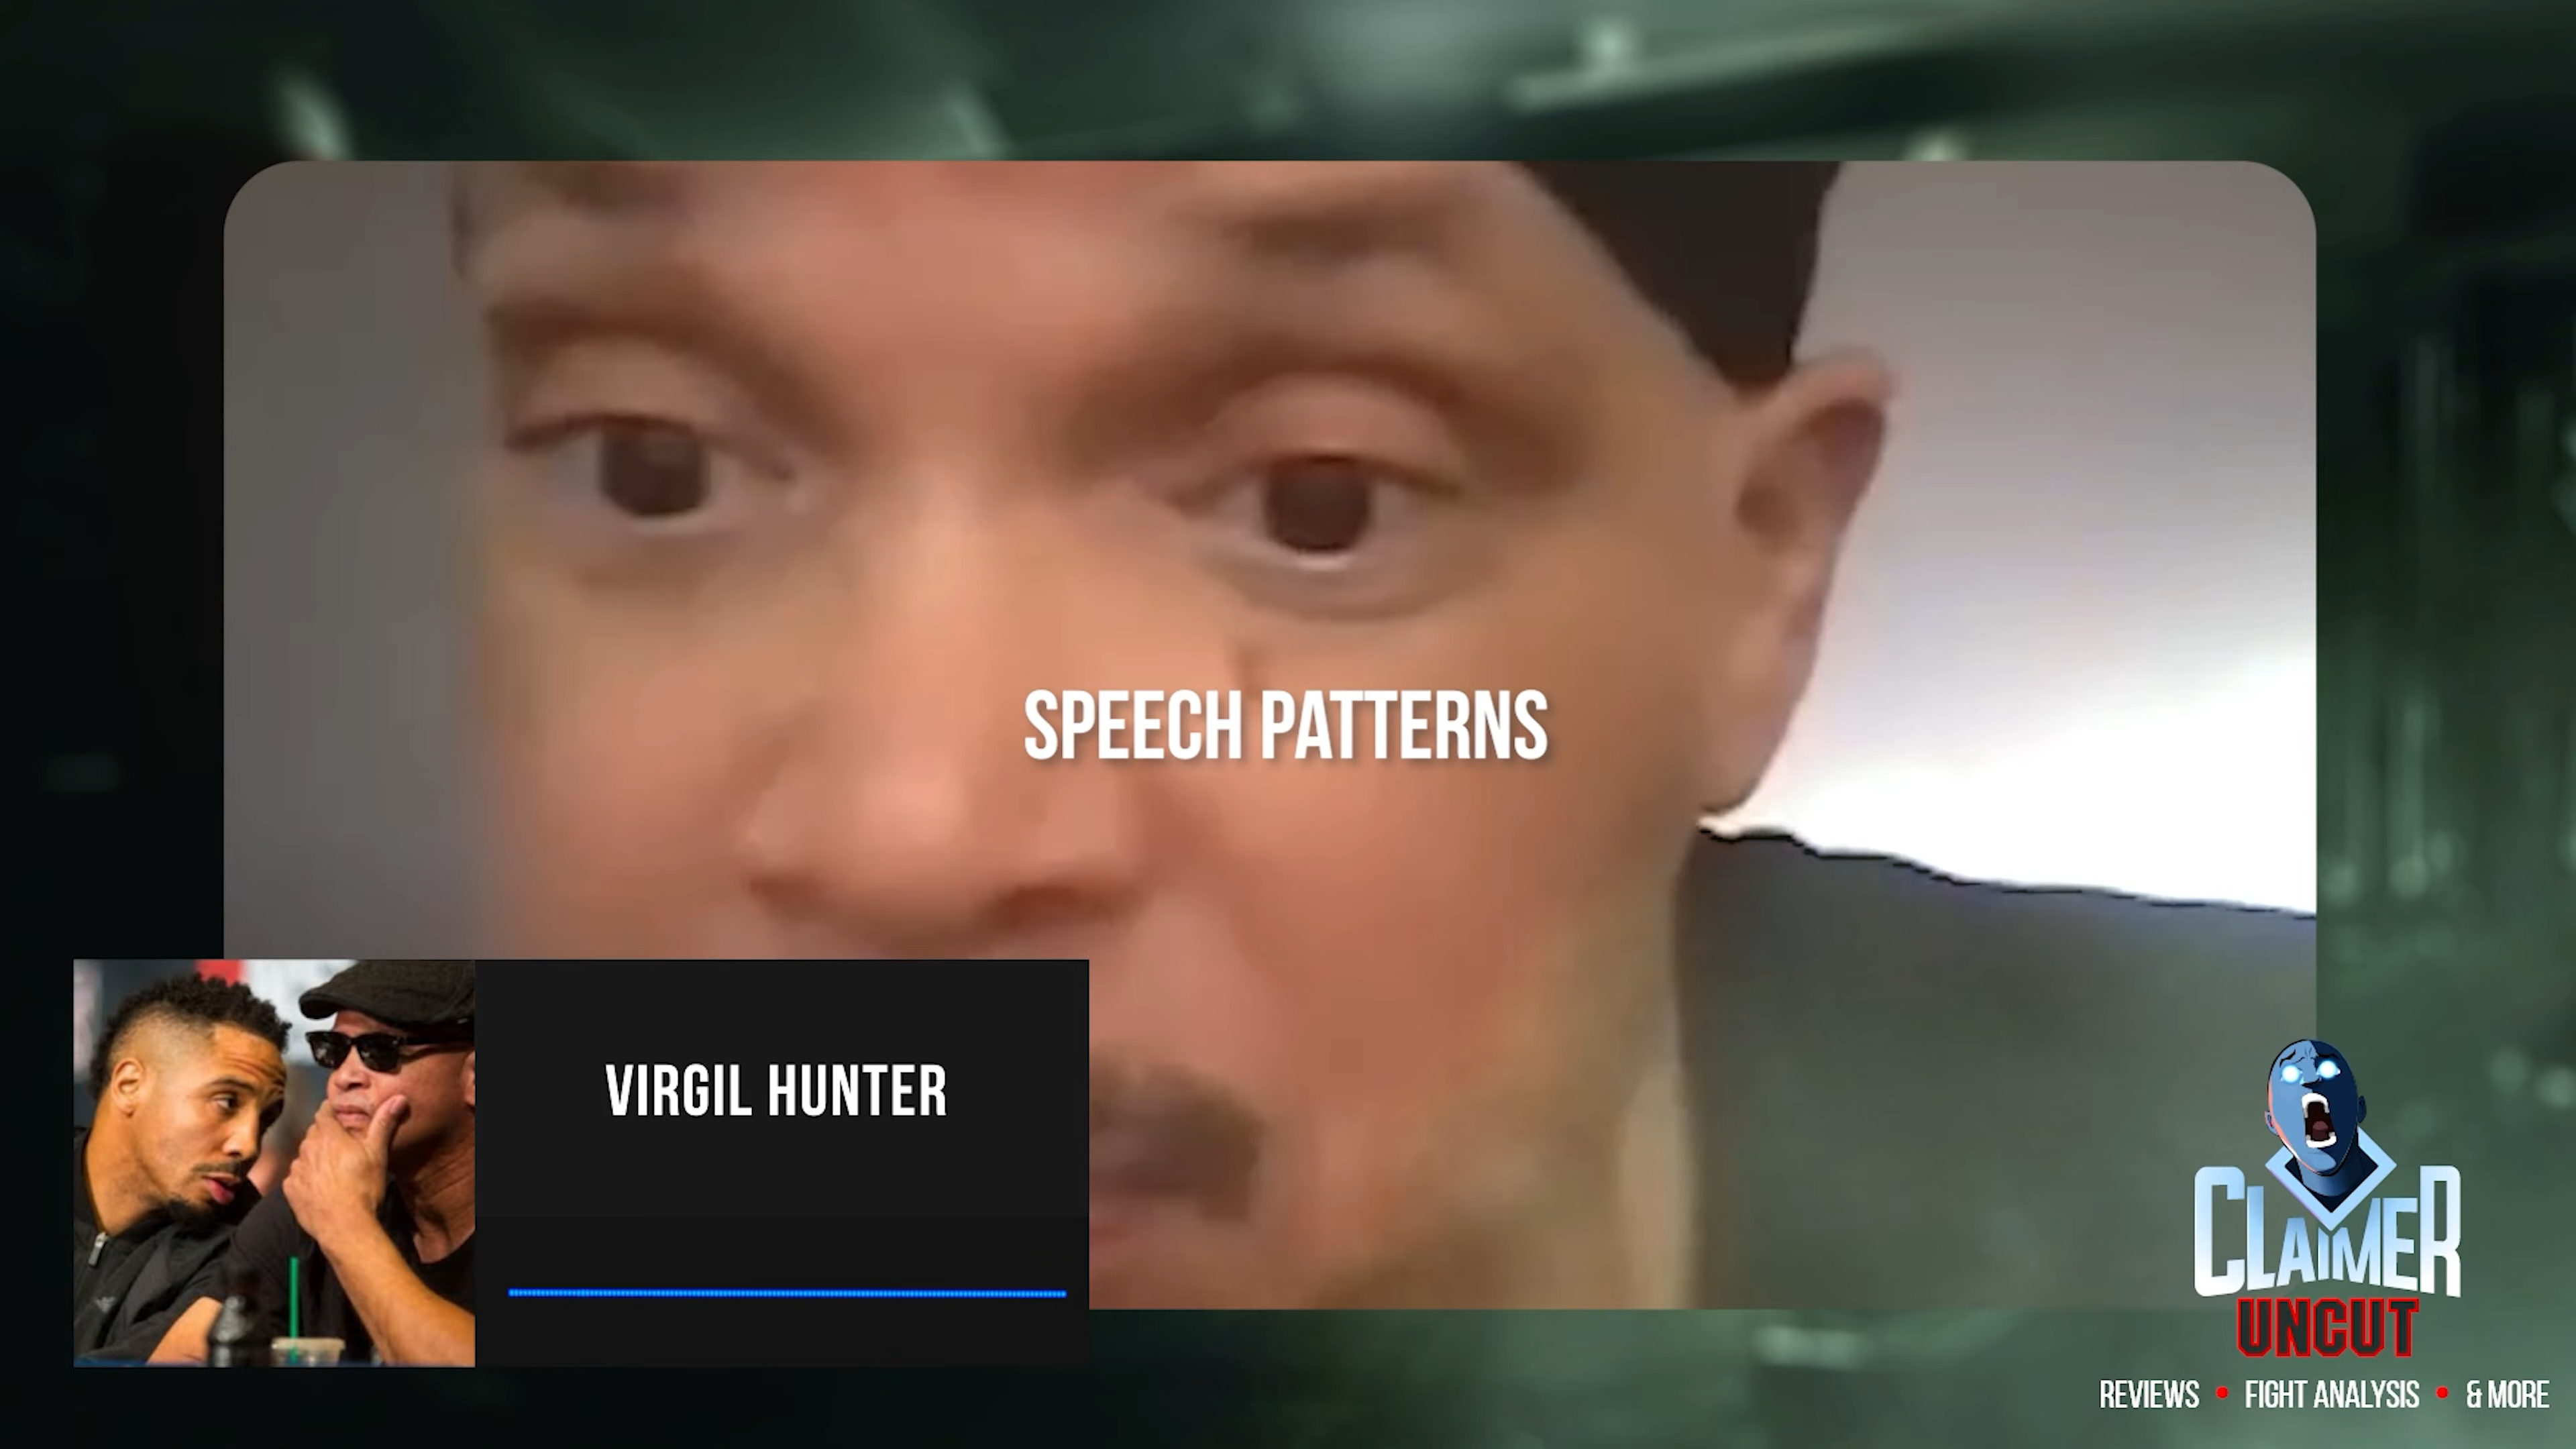 SPEECH PATTERNS
VIRGIL HUNTER
CLAIMER
UNCUT
REVIEWS • FIGHT ANALYSIS • & MORE